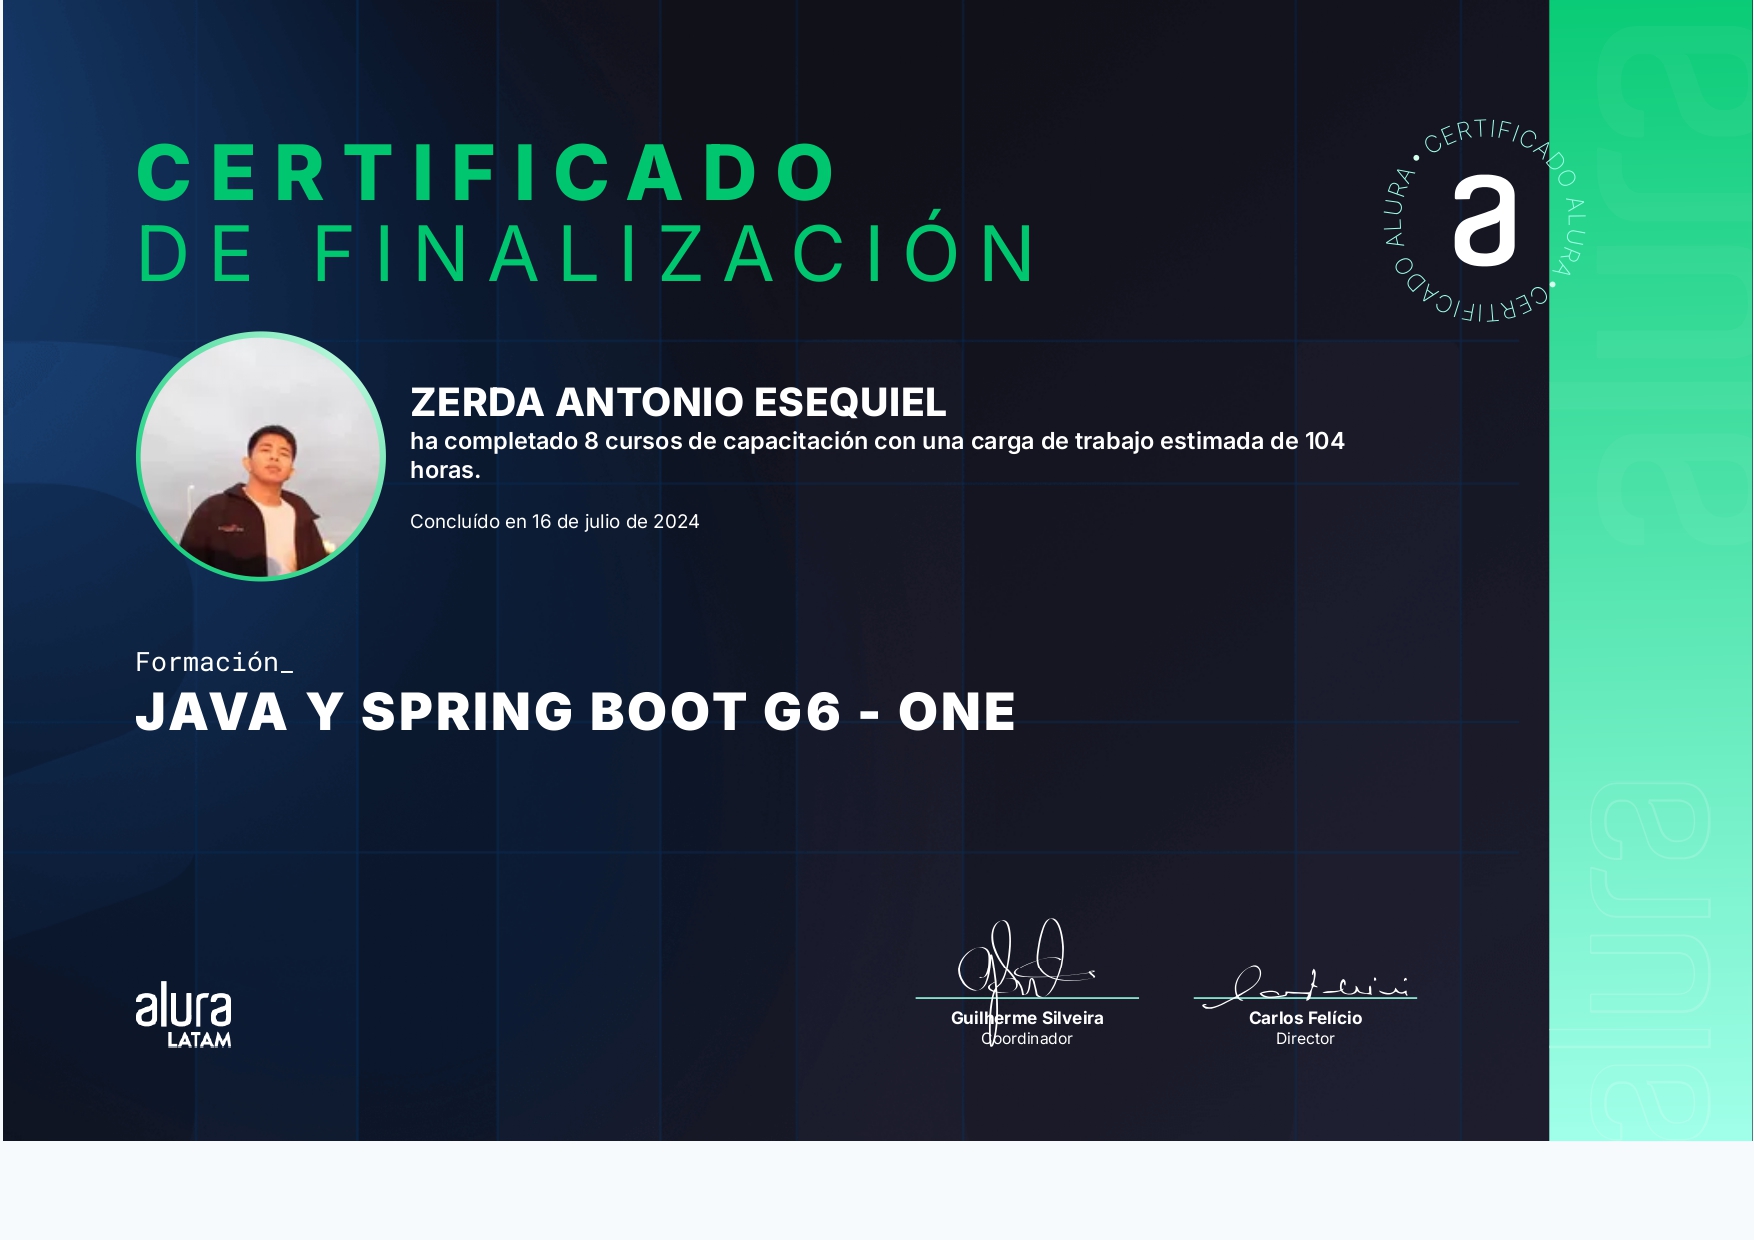 CERTIFICADO
DE FINALIZACIÓN
• CERTIFICADO ALURA • CERTIFICADO ALURA
a
ZERDA ANTONIO ESEQUIEL
ha completado 8 cursos de capacitación con una carga de trabajo estimada de 104
horas.
Concluído en 16 de julio de 2024
Formación_
JAVA Y SPRING BOOT G6 - ONE
alura
LATAM
Guilherme Silveira
Coordinador
Carlos Felício
Director
alura
alura